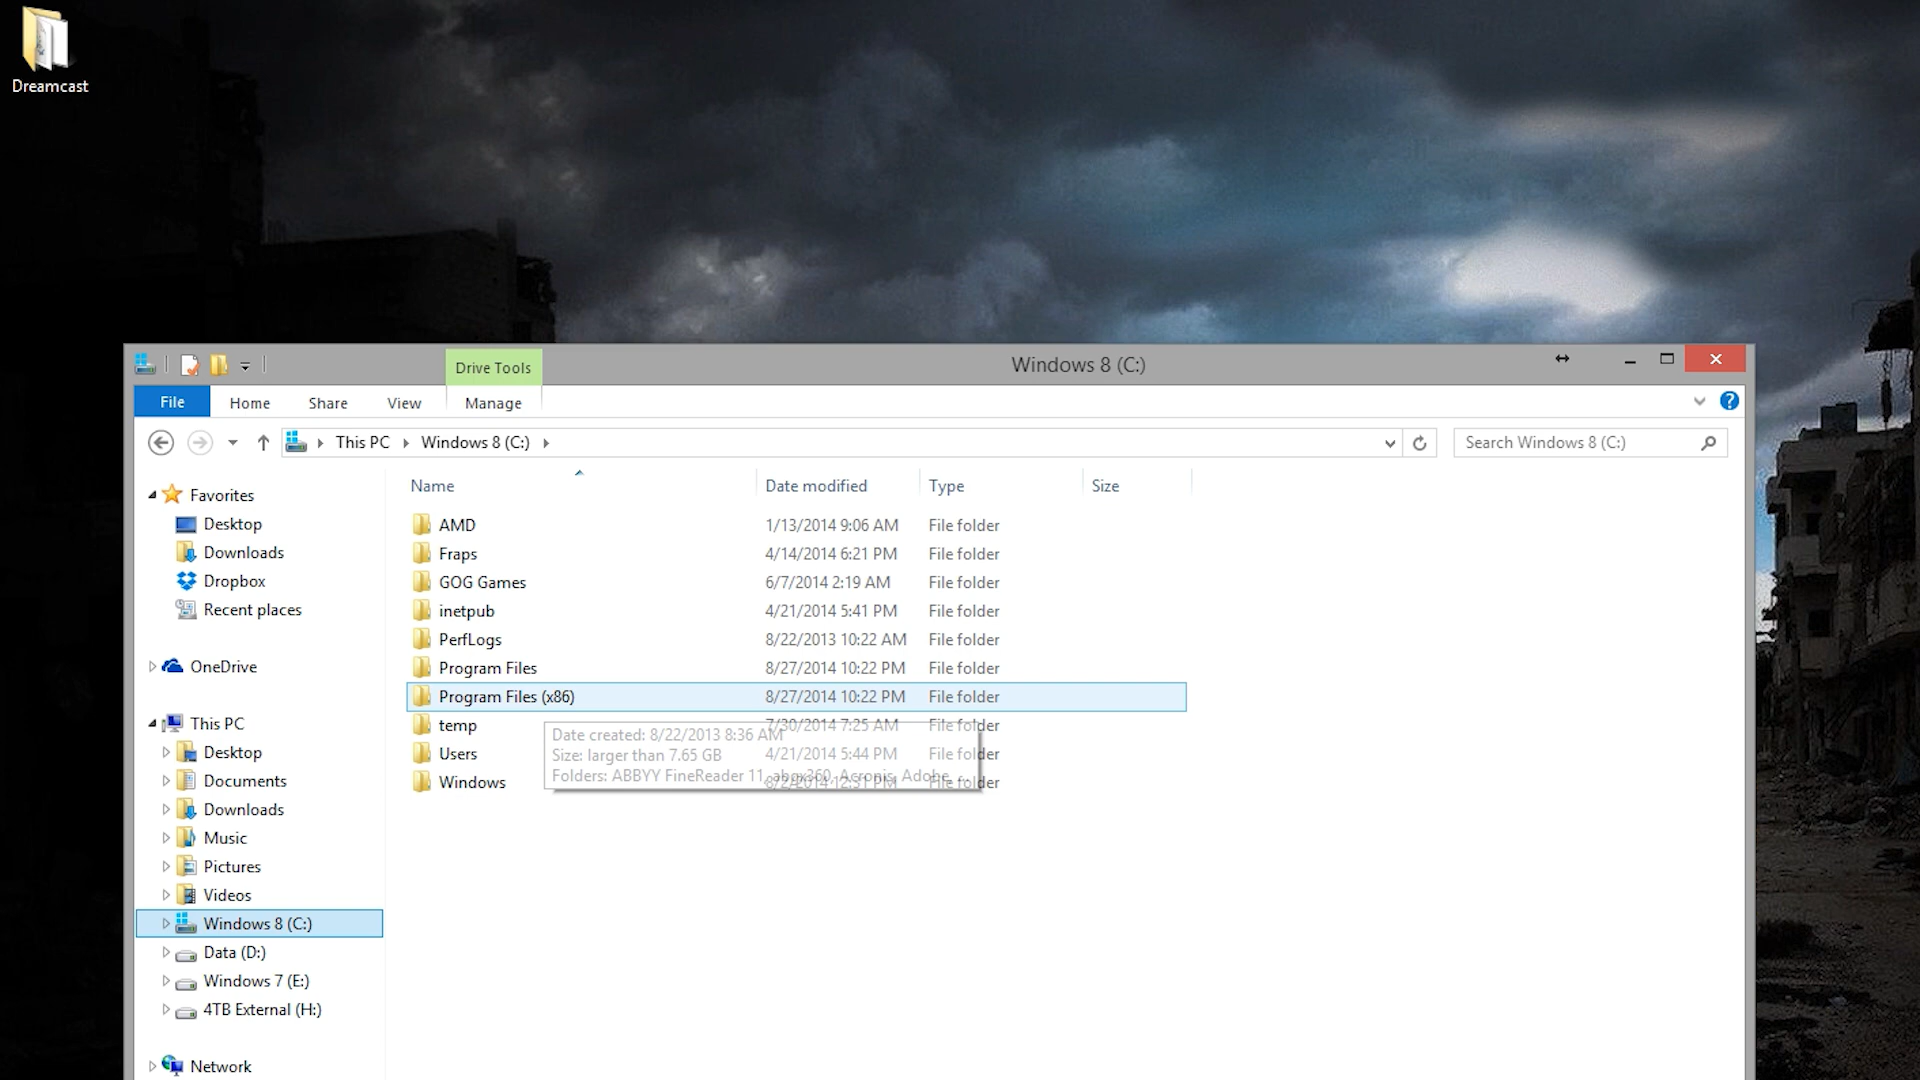 Dreamcast
Drive Tools
Windows 8 (C:)
File Home Share View Manage
This PC Windows 8 (C:) Search Windows 8 (C:)
Favorites
Desktop
Downloads
Dropbox
Recent places
OneDrive
This PC
Desktop
Documents
Downloads
Music
Pictures
Videos
Windows 8 (C:)
Data (D:)
Windows 7 (E:)
4TB External (H:)
Network
Name Date modified Type Size
AMD 1/13/2014 9:06 AM File folder
Fraps 4/14/2014 6:21 PM File folder
GOG Games 6/7/2014 2:19 AM File folder
inetpub 4/21/2014 5:41 PM File folder
PerfLogs 8/22/2013 10:22 AM File folder
Program Files 8/27/2014 10:22 PM File folder
Program Files (x86) 8/27/2014 10:22 PM File folder
temp 7/30/2014 7:25 AM File folder
Users 4/21/2014 5:44 PM File folder
Windows 8/2/2014 12:31 PM File folder
Date created: 8/22/2013 8:36 AM
Size: larger than 7.65 GB
Folders: ABBYY FineReader 11, abgx360, Acronis, Adobe, ...